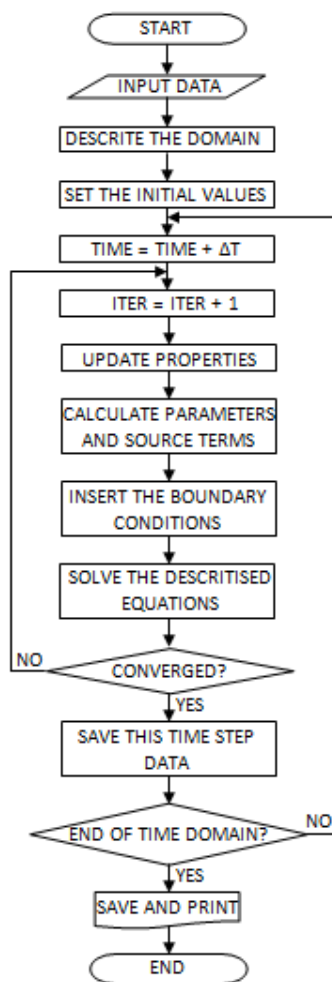 START
INPUT DATA
DESCRITE THE DOMAIN
SET THE INITIAL VALUES
TIME = TIME + ΔT
ITER = ITER + 1
UPDATE PROPERTIES
CALCULATE PARAMETERS
AND SOURCE TERMS
INSERT THE BOUNDARY
CONDITIONS
SOLVE THE DESCRITISED
EQUATIONS
NO
CONVERGED?
YES
SAVE THIS TIME STEP
DATA
END OF TIME DOMAIN?
NO
YES
SAVE AND PRINT
END